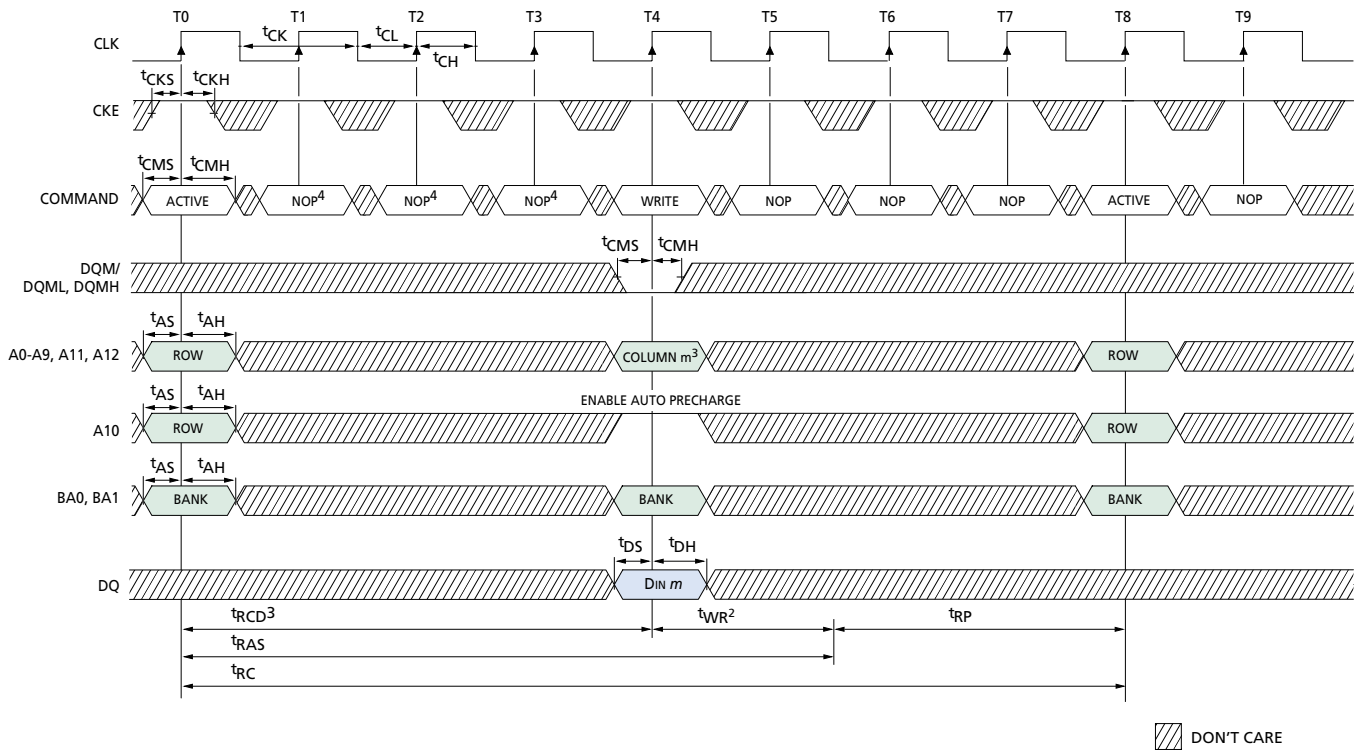 T0 T1 T2 T3 T4 T5 T6 T7 T8 T9
CLK
tCK tCL
tCH
tCKS tCKH
CKE
tCMS tCMH
COMMAND ACTIVE NOP4 NOP4 NOP4 WRITE NOP NOP NOP ACTIVE NOP
tCMS tCMH
DQM/
DQML, DQMH
tAS tAH
A0-A9, A11, A12 ROW COLUMN m3 ROW
tAS tAH ENABLE AUTO PRECHARGE
A10 ROW ROW
tAS tAH
BA0, BA1 BANK BANK BANK
tDS tDH
DQ DIN m
tRCD3 tWR2 tRP
tRAS
tRC
DON'T CARE